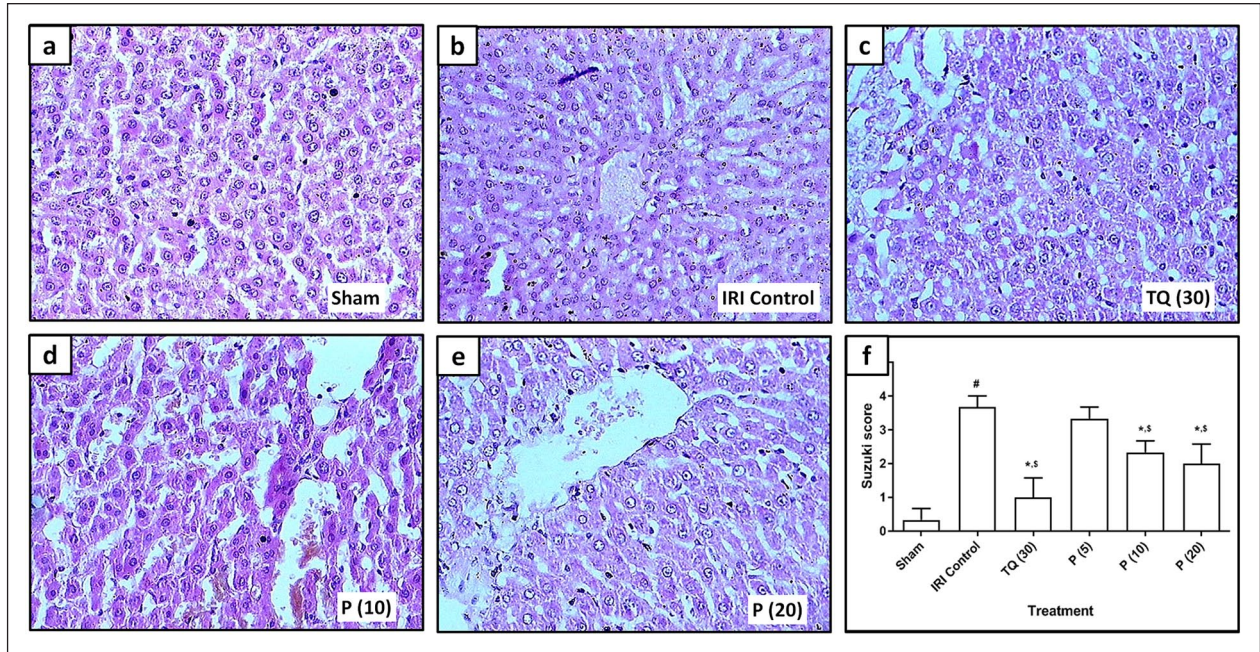 a
Sham
b
IRI Control
c
TQ (30)
d
P (10)
e
P (20)
f
Suzuki score
4
3
2
1
0
#
*,$
*,$
*,$
Sham
IRI Control
TQ (30)
P (5)
P (10)
P (20)
Treatment